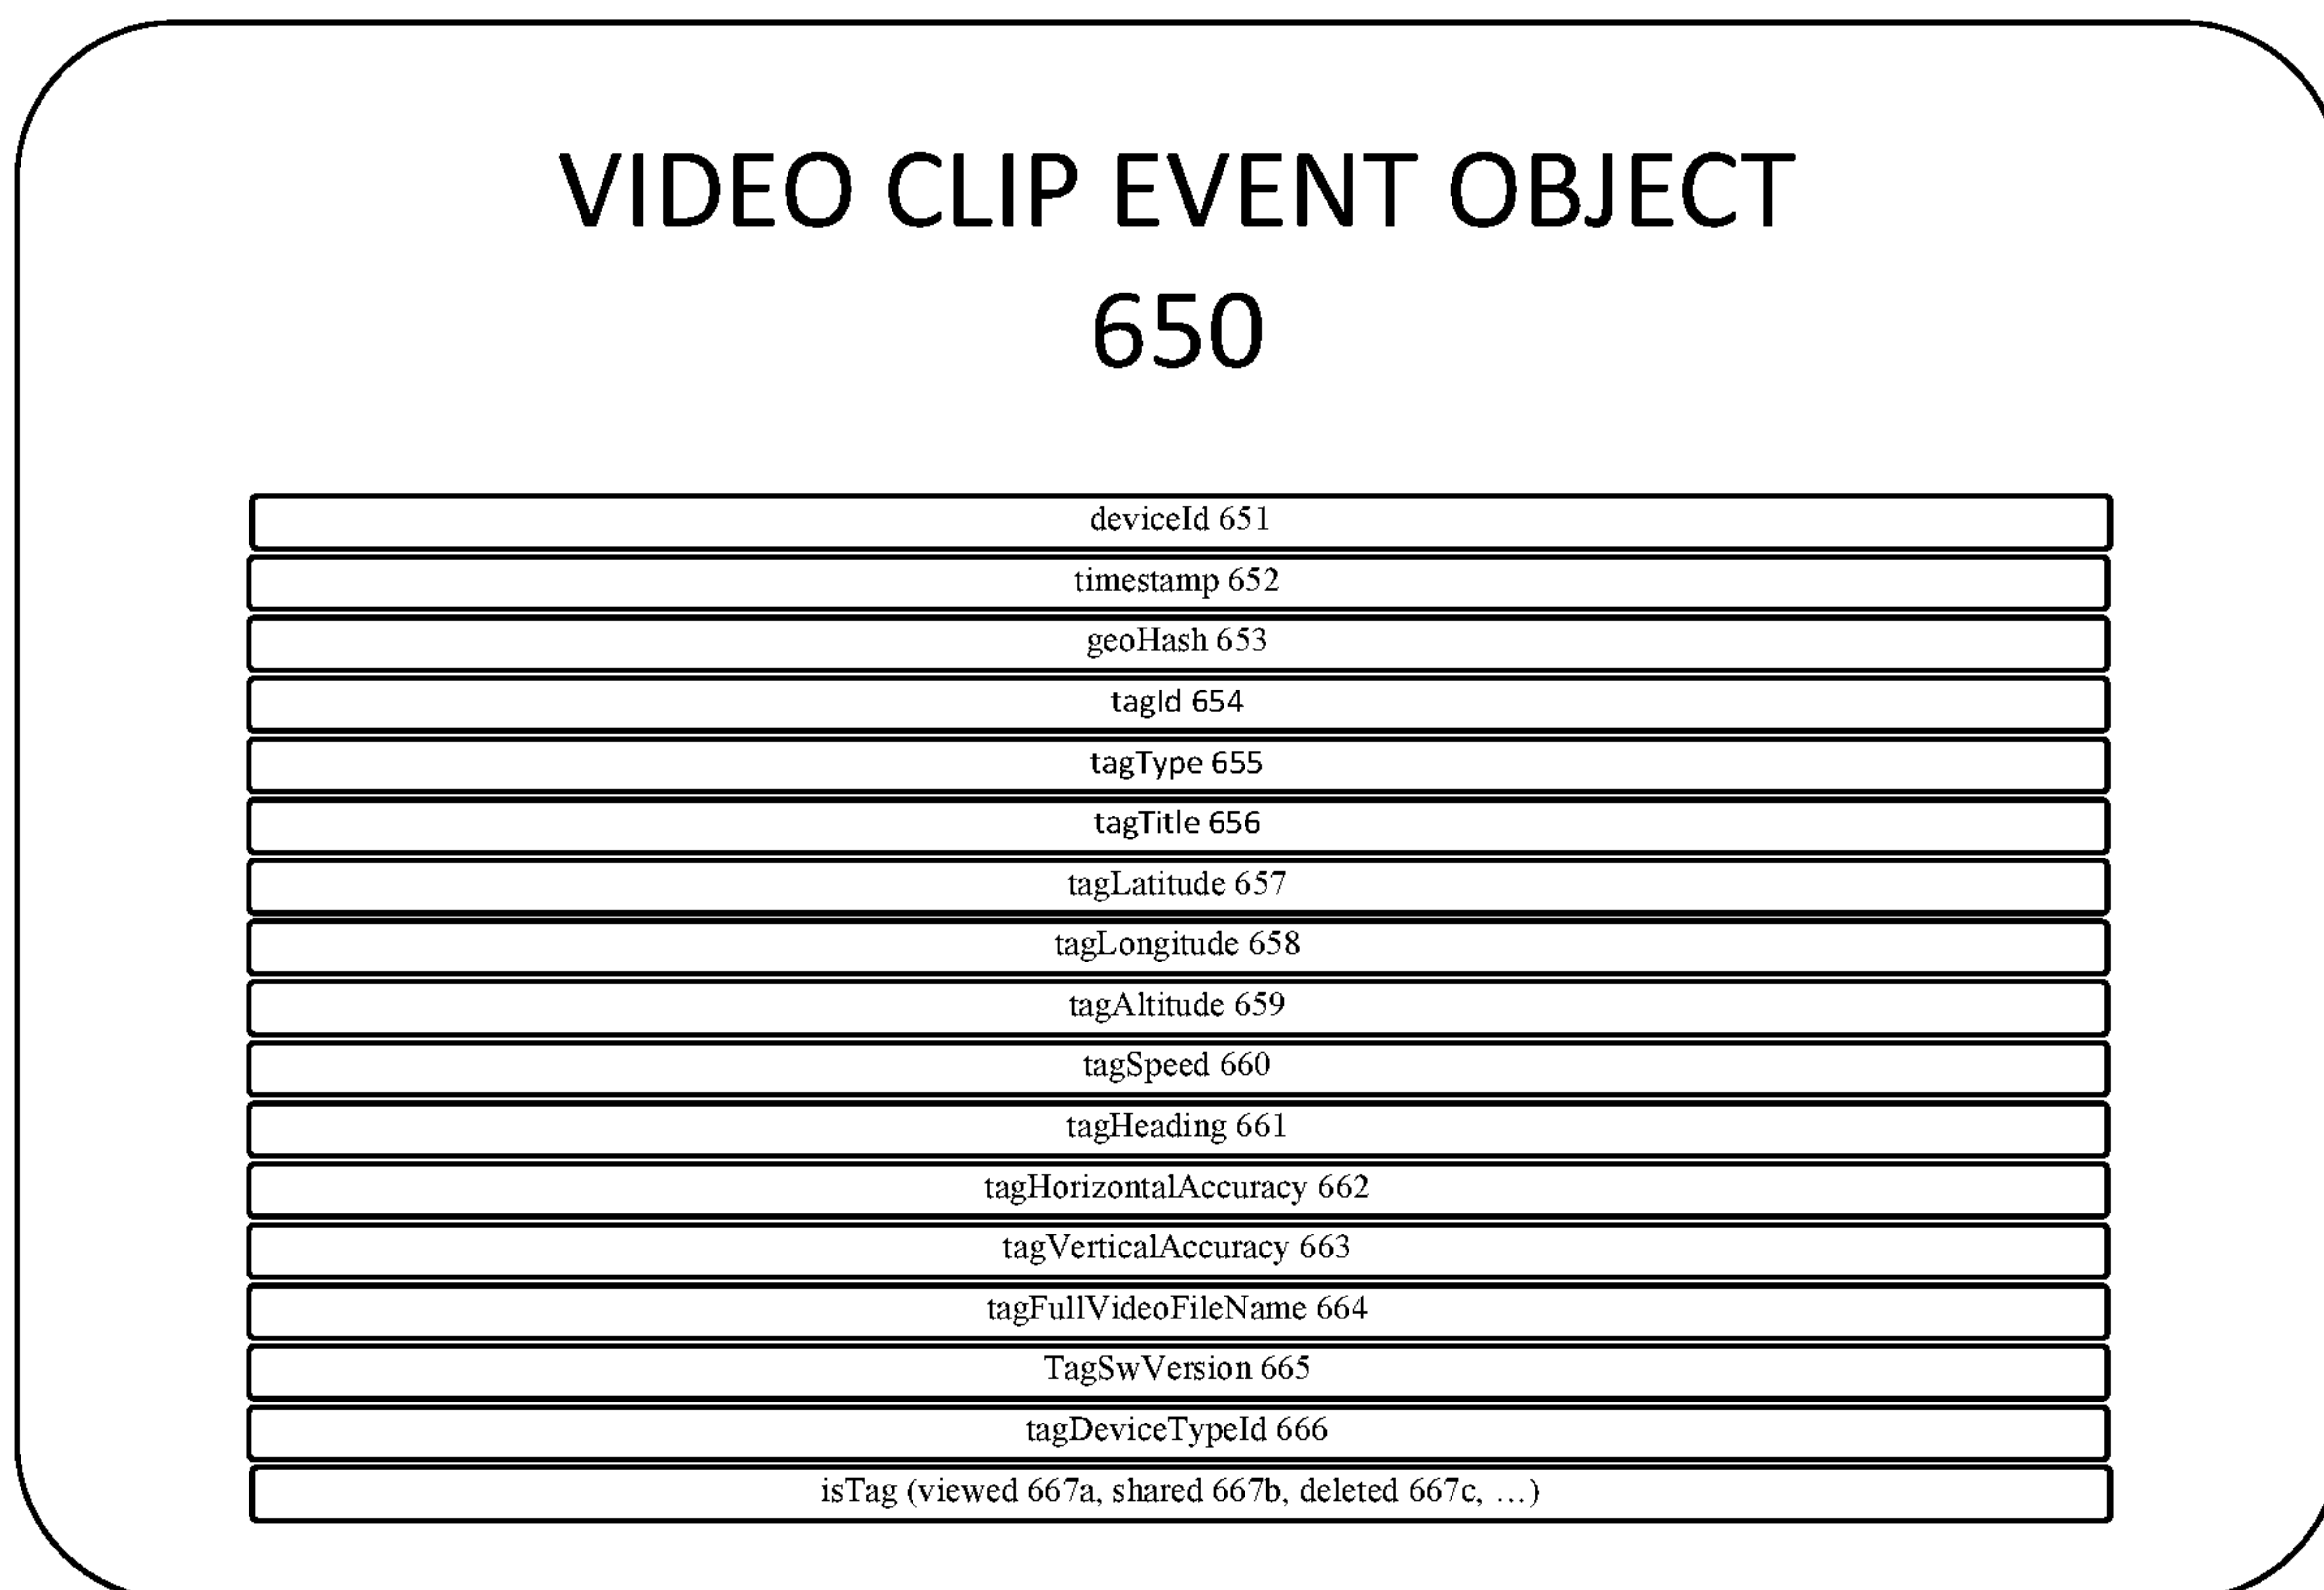 VIDEO CLIP EVENT OBJECT
650
deviceId 651
timestamp 652
geoHash 653
tagId 654
tagType 655
tagTitle 656
tagLatitude 657
tagLongitude 658
tagAltitude 659
tagSpeed 660
tagHeading 661
tagHorizontalAccuracy 662
tagVerticalAccuracy 663
tagFullVideoFileName 664
TagSwVersion 665
tagDeviceTypeId 666
isTag (viewed 667a, shared 667b, deleted 667c, …)